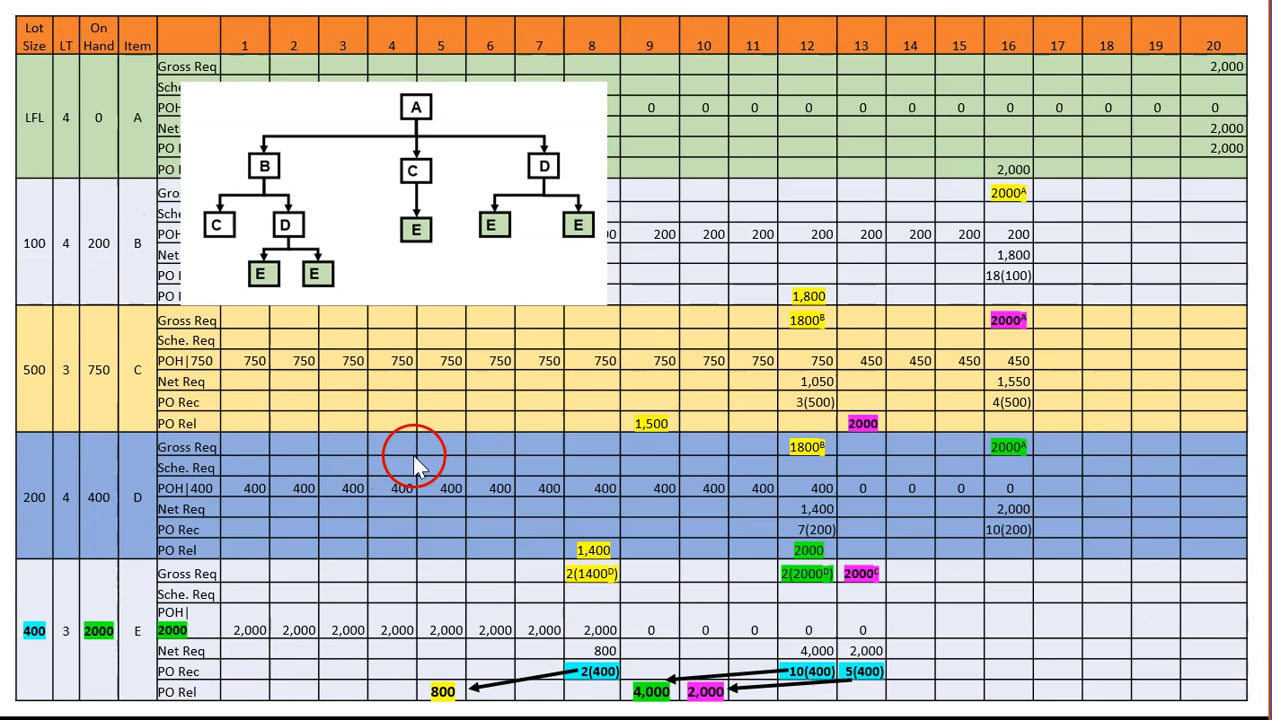 Lot Size LT On Hand Item 1 2 3 4 5 6 7 8 9 10 11 12 13 14 15 16 17 18 19 20
Gross Req 2,000
Sche
POH 0 0 0 0 0 0 0 0 0 0 0 0
LFL 4 0 A
Net 2,000
PO 2,000
PO 2,000
A
B C D
C D E E E
E E
Gro 2000A
Sche
POH 200 200 200 200 200 200 200 200
100 4 200 B
Net 1,800
PO 18(100)
PO 1,800
Gross Req 1800B 2000A
Sche. Req
POH|750 750 750 750 750 750 750 750 750 750 750 750 750 450 450 450 450
500 3 750 C
Net Req 1,050 1,550
PO Rec 3(500) 4(500)
PO Rel 1,500 2000
Gross Req 1800B 2000A
Sche. Req
POH|400 400 400 400 400 400 400 400 400 400 400 400 400 0 0 0 0
200 4 400 D
Net Req 1,400 2,000
PO Rec 7(200) 10(200)
PO Rel 1,400 2000
Gross Req 2(1400D) 2(2000D) 2000C
Sche. Req
POH|
400 3 2000 E 2000 2,000 2,000 2,000 2,000 2,000 2,000 2,000 2,000 0 0 0 0 0
Net Req 800 4,000 2,000
PO Rec 2(400) 10(400) 5(400)
PO Rel 800 4,000 2,000